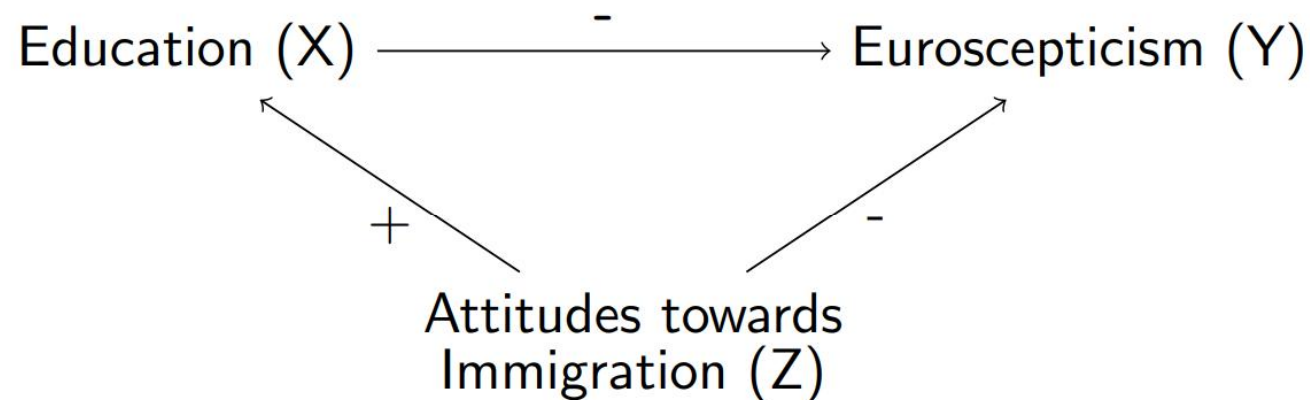 -
Education (X) Euroscepticism (Y)
+ -
Attitudes towards
Immigration (Z)